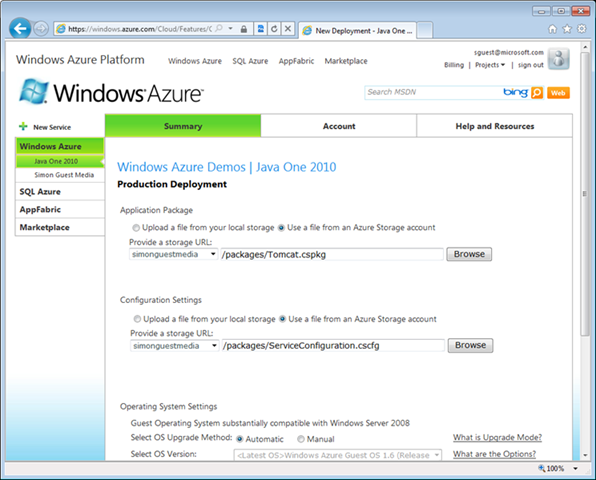 https://windows.azure.com/Cloud/Features/C
New Deployment - Java One ...
sguest@microsoft.com
Windows Azure Platform Windows Azure SQL Azure AppFabric Marketplace
Billing | Projects | sign out
Windows Azure
Search MSDN bing Web
New Service
Summary Account Help and Resources
Windows Azure
Java One 2010
Simon Guest Media
SQL Azure
AppFabric
Marketplace
Windows Azure Demos | Java One 2010
Production Deployment
Application Package
Upload a file from your local storage Use a file from an Azure Storage account
Provide a storage URL:
simonguestmedia /packages/Tomcat.cspkg Browse
Configuration Settings
Upload a file from your local storage Use a file from an Azure Storage account
Provide a storage URL:
simonguestmedia /packages/ServiceConfiguration.cscfg Browse
Operating System Settings
Guest Operating System substantially compatible with Windows Server 2008
Select OS Upgrade Method: Automatic Manual What is Upgrade Mode?
Select OS Version: <Latest OS>Windows Azure Guest OS 1.6 (Release What are the Options?
100%